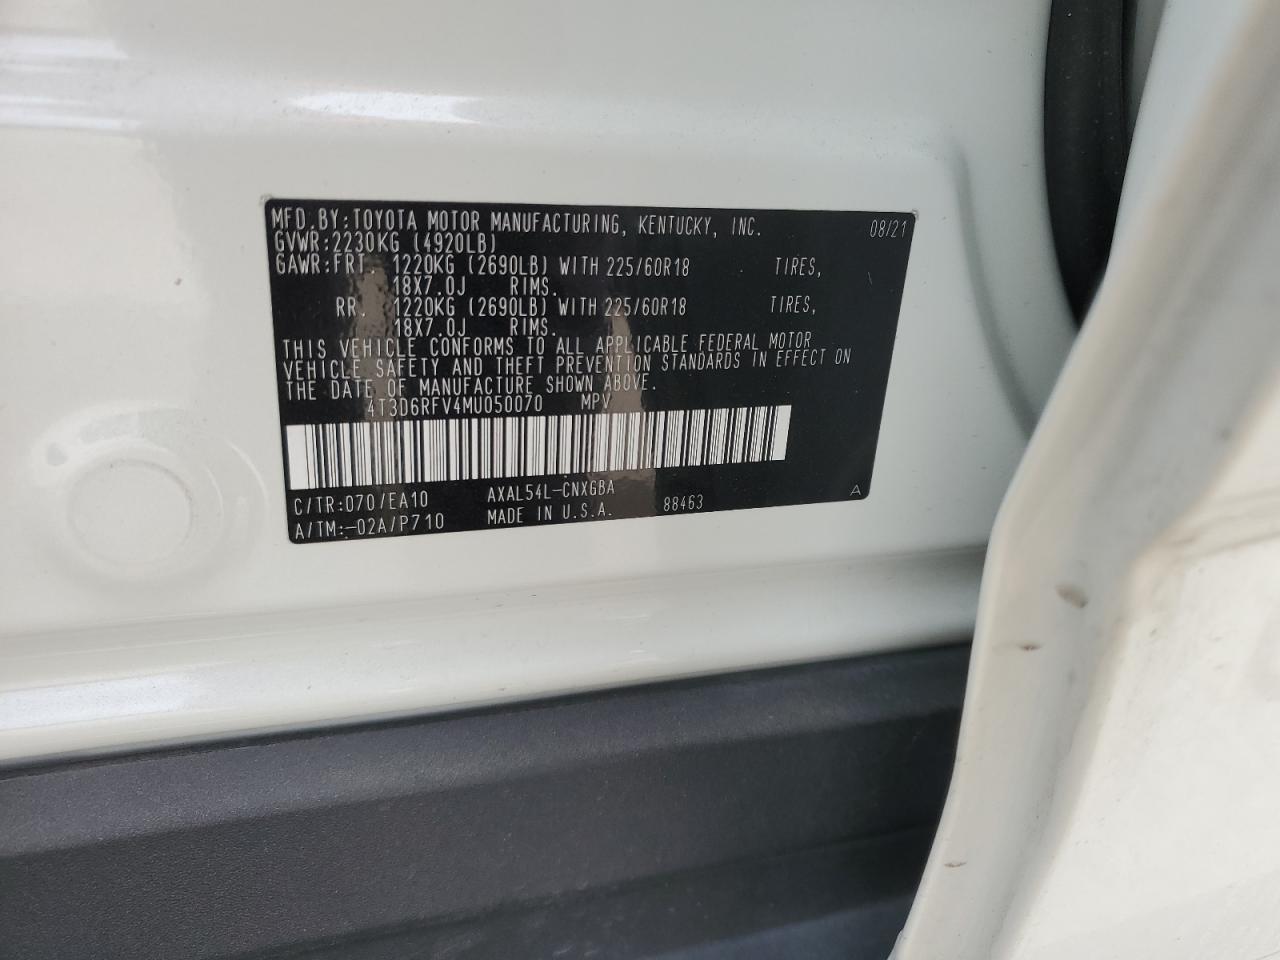 MFD.BY:TOYOTA MOTOR MANUFACTURING, KENTUCKY, INC. 08/21
GVWR:2230KG (4920LB)
GAWR:FRT. 1220KG (2690LB) WITH 225/60R18 TIRES,
18X7.0J RIMS.
RR. 1220KG (2690LB) WITH 225/60R18 TIRES,
18X7.0J RIMS.
THIS VEHICLE CONFORMS TO ALL APPLICABLE FEDERAL MOTOR
VEHICLE SAFETY AND THEFT PREVENTION STANDARDS IN EFFECT ON
THE DATE OF MANUFACTURE SHOWN ABOVE.
4T3D6RFV4MU050070 MPV
C/TR:070/EA10 AXAL54L-CNXGBA A
A/TM:-02A/P710 MADE IN U.S.A. 88463